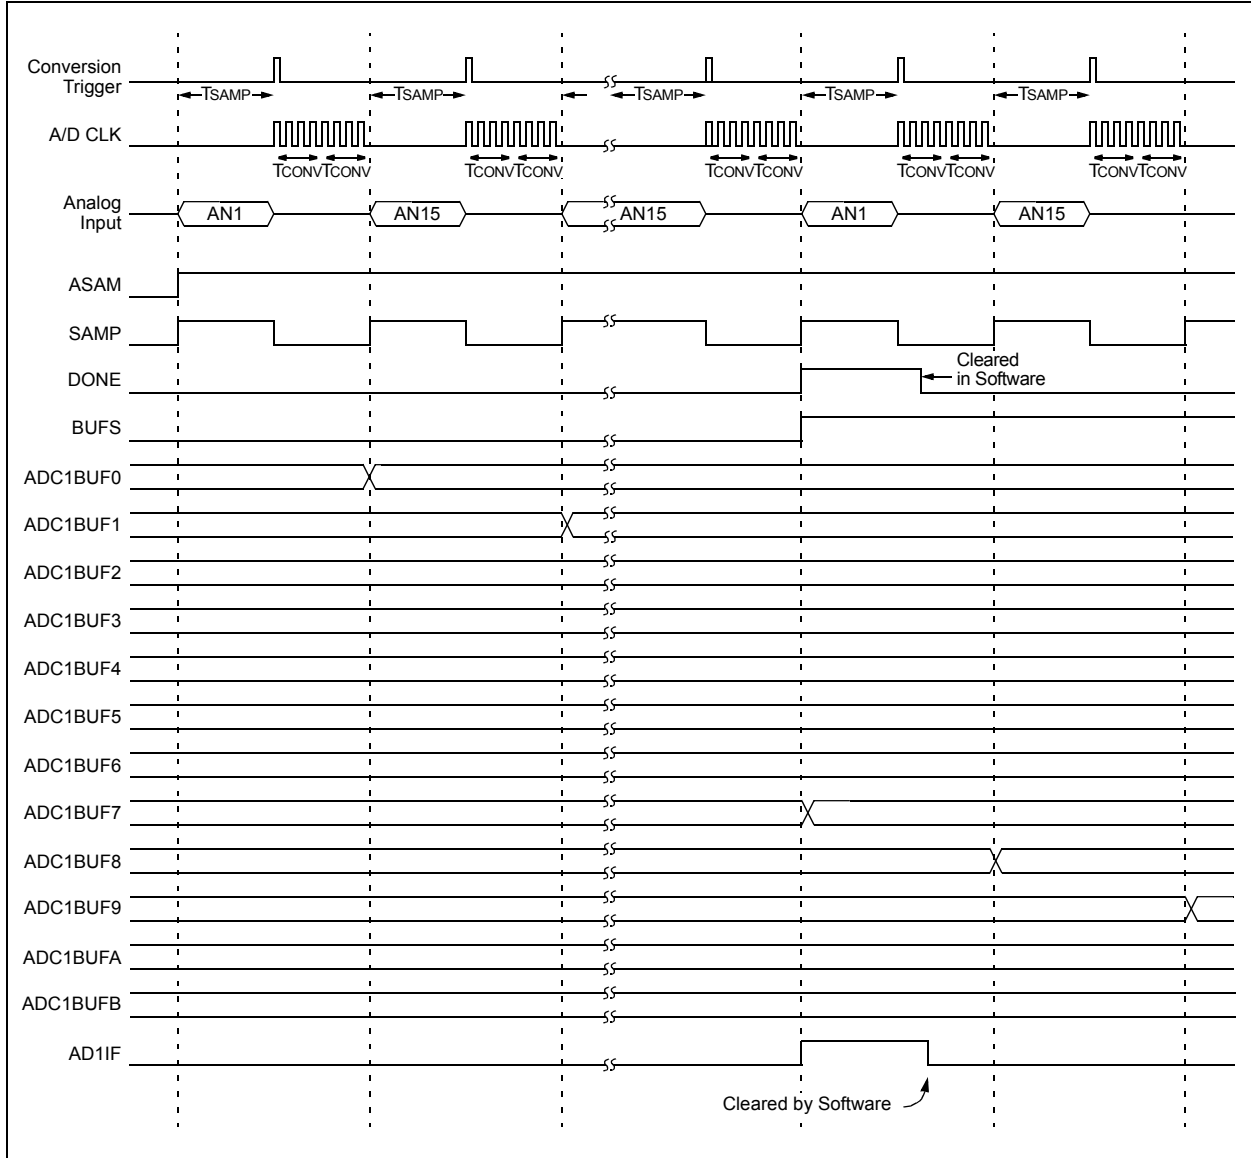 Conversion
Trigger
TSAMP TSAMP TSAMP TSAMP TSAMP
A/D CLK
TCONV TCONV TCONV TCONV TCONV TCONV TCONV TCONV TCONV TCONV
Analog
Input
AN1 AN15 AN15 AN1 AN15
ASAM
SAMP
DONE
Cleared
in Software
BUFS
ADC1BUF0
ADC1BUF1
ADC1BUF2
ADC1BUF3
ADC1BUF4
ADC1BUF5
ADC1BUF6
ADC1BUF7
ADC1BUF8
ADC1BUF9
ADC1BUFA
ADC1BUFB
AD1IF
Cleared by Software